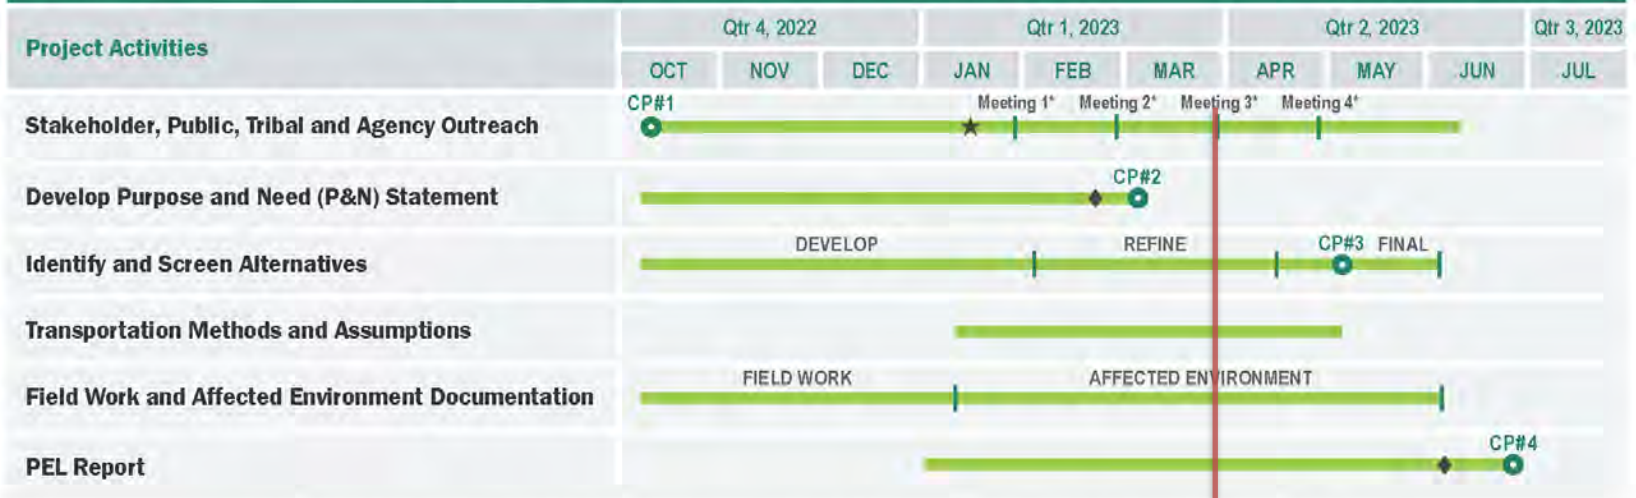 Project Activities
Qtr 4, 2022 Qtr 1, 2023 Qtr 2, 2023 Qtr 3, 2023
OCT NOV DEC JAN FEB MAR APR MAY JUN JUL
CP#1 Meeting 1* Meeting 2* Meeting 3* Meeting 4*
Stakeholder, Public, Tribal and Agency Outreach
CP#2
Develop Purpose and Need (P&N) Statement
DEVELOP REFINE CP#3 FINAL
Identify and Screen Alternatives
Transportation Methods and Assumptions
FIELD WORK AFFECTED ENVIRONMENT
Field Work and Affected Environment Documentation
CP#4
PEL Report